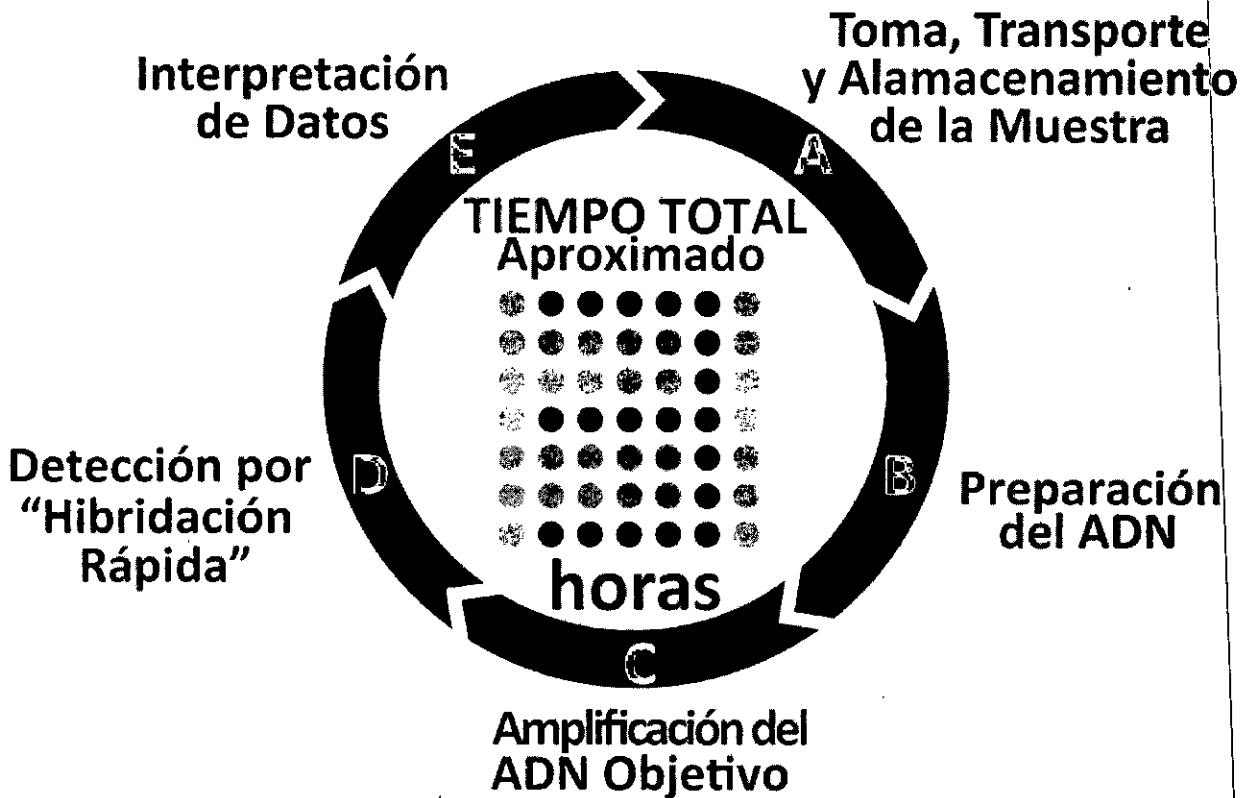 Toma, Transporte
y Alamacenamiento
de la Muestra
Interpretación
de Datos
E
A
TIEMPO TOTAL
Aproximado
3
horas
Detección por
“Hibridación
Rápida”
D
B
Preparación
del ADN
C
Amplificación del
ADN Objetivo